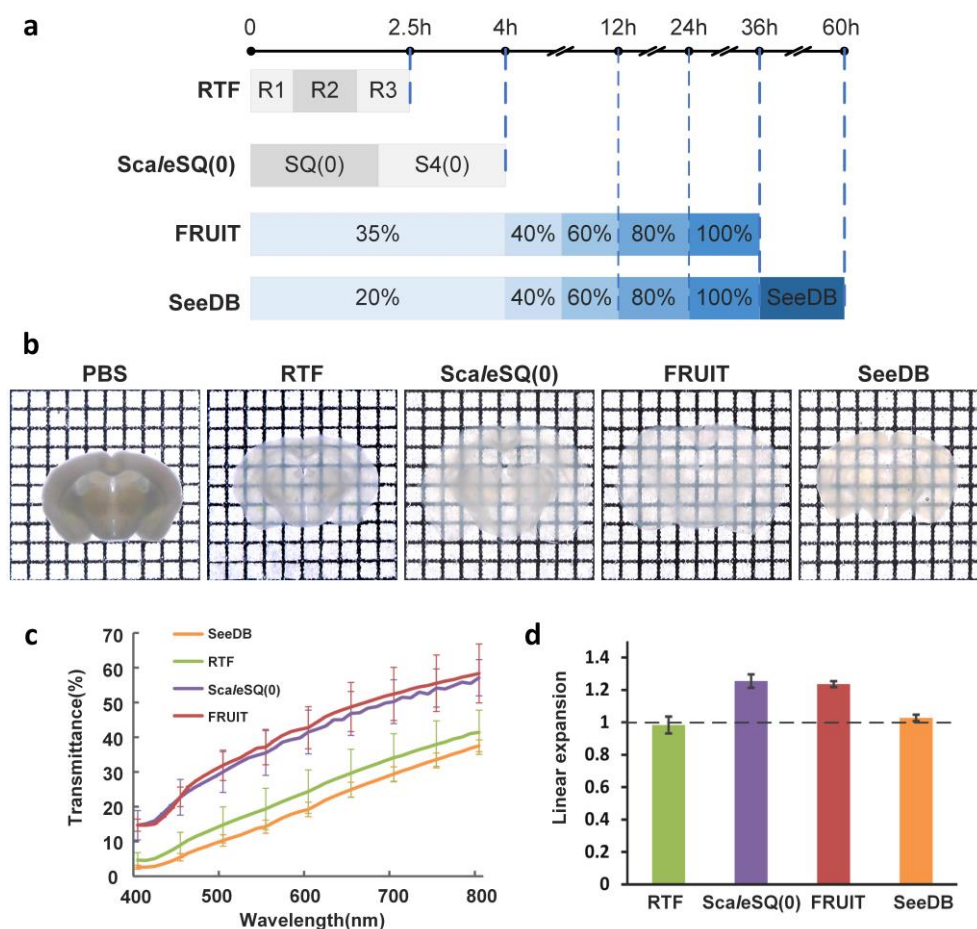 a
0 2.5h 4h 12h 24h 36h 60h
RTF R1 R2 R3
ScaleSQ(0) SQ(0) S4(0)
FRUIT 35% 40% 60% 80% 100%
SeeDB 20% 40% 60% 80% 100% SeeDB
b
PBS RTF ScaleSQ(0) FRUIT SeeDB
c
Transmittance(%)
70
60
50
40
30
20
10
0
SeeDB
RTF
ScaleSQ(0)
FRUIT
400 500 600 700 800
Wavelength(nm)
d
Linear expansion
1.4
1.2
1
0.8
0.6
0.4
0.2
0
RTF ScaleSQ(0) FRUIT SeeDB